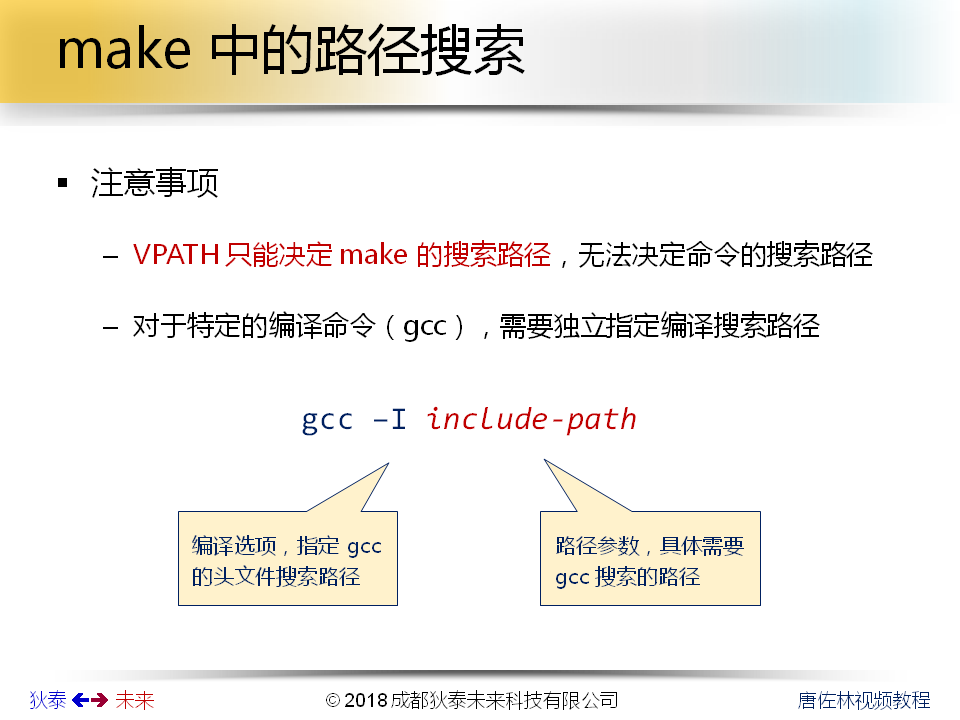 make 中的路径搜索
▪ 注意事项
– VPATH 只能决定 make 的搜索路径，无法决定命令的搜索路径
– 对于特定的编译命令（gcc），需要独立指定编译搜索路径
gcc –I include-path
编译选项，指定 gcc
的头文件搜索路径
路径参数，具体需要
gcc 搜索的路径
狄泰 未来
© 2018 成都狄泰未来科技有限公司
唐佐林视频教程